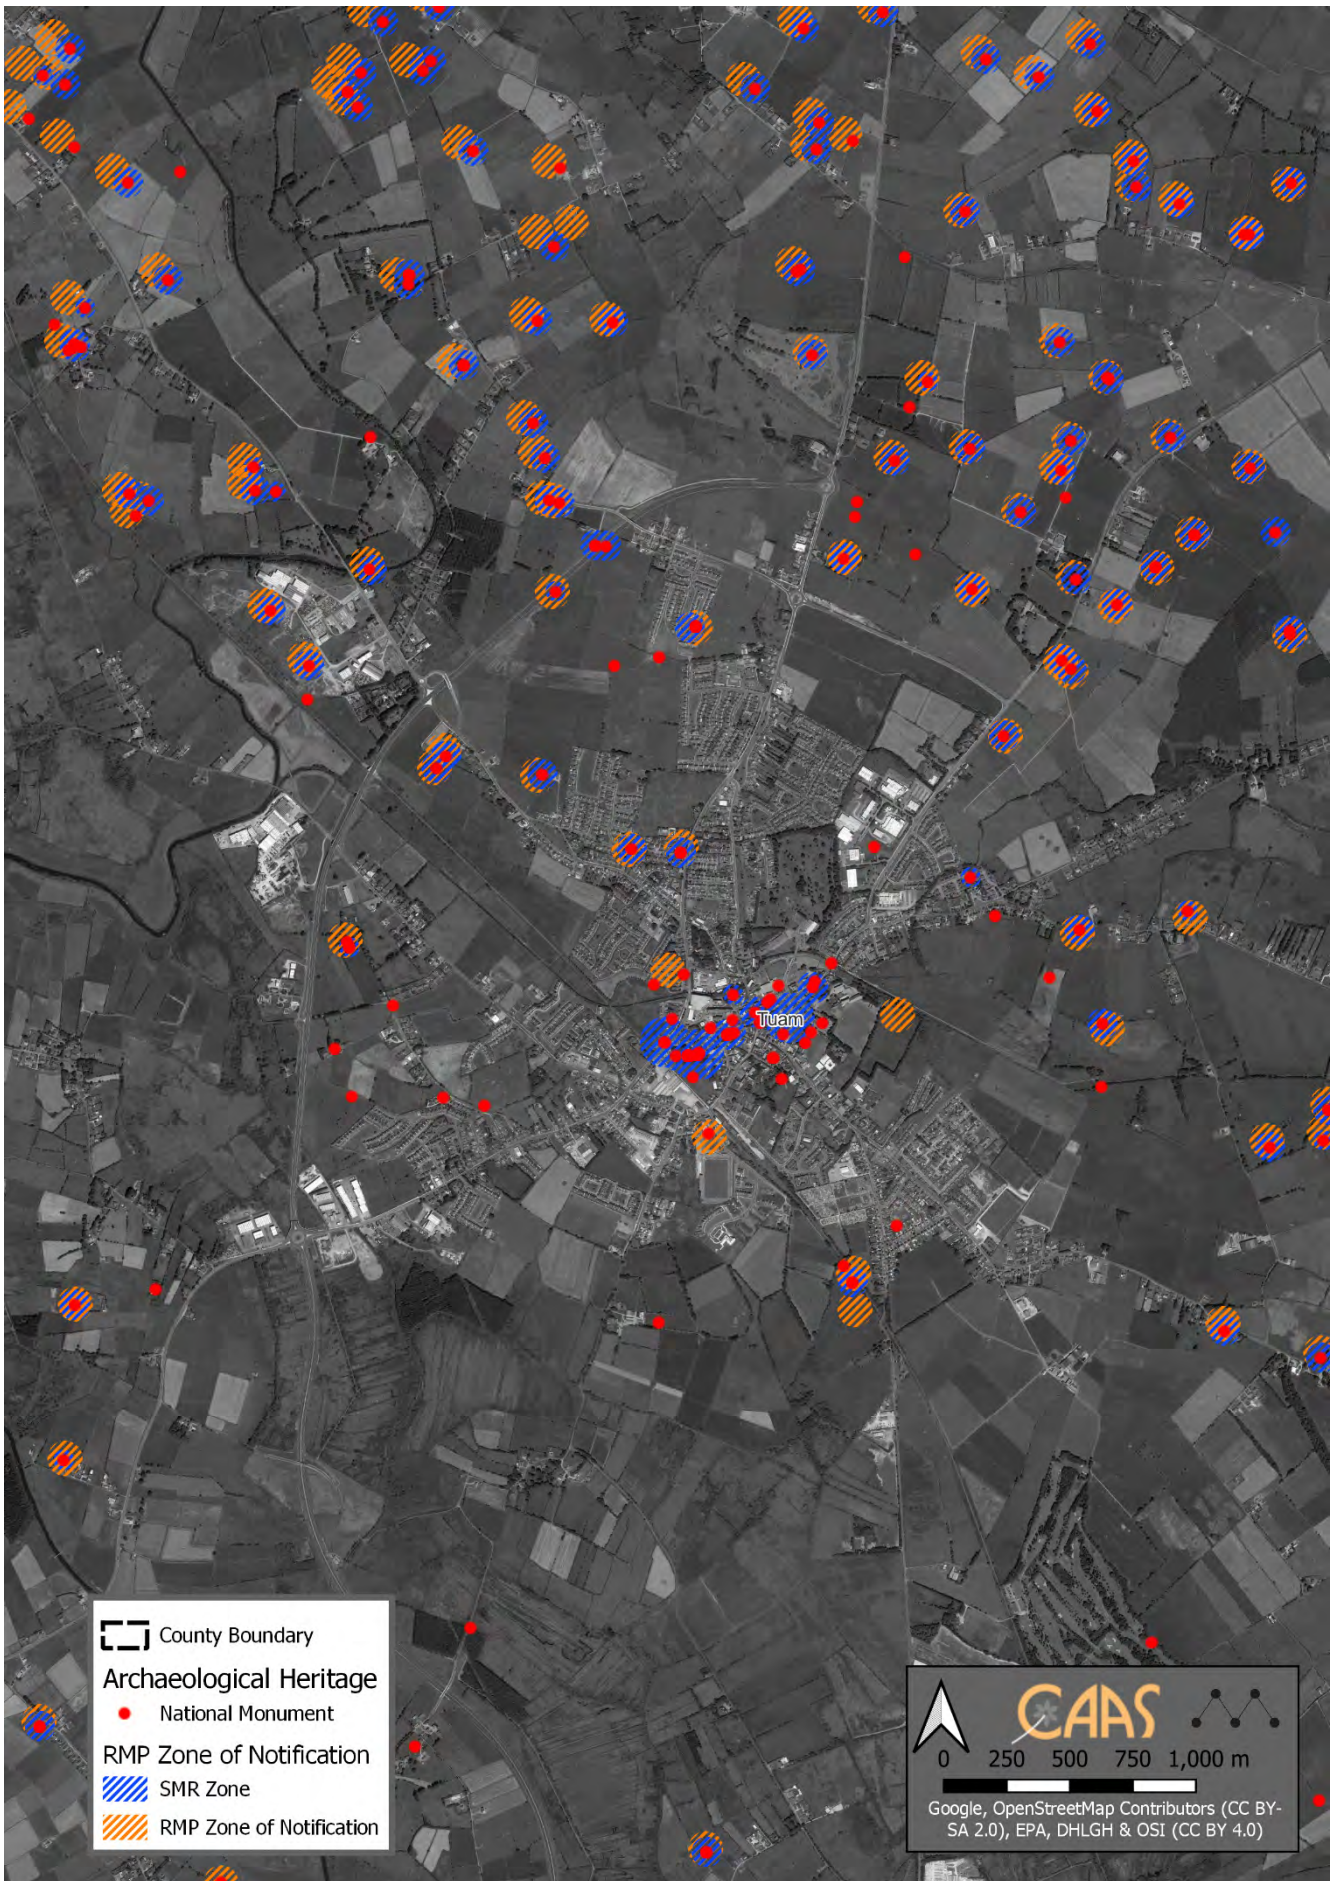 Tuam
County Boundary
Archaeological Heritage
National Monument
RMP Zone of Notification
SMR Zone
RMP Zone of Notification
CAAS
0 250 500 750 1,000 m
Google, OpenStreetMap Contributors (CC BY-
SA 2.0), EPA, DHLGH & OSI (CC BY 4.0)